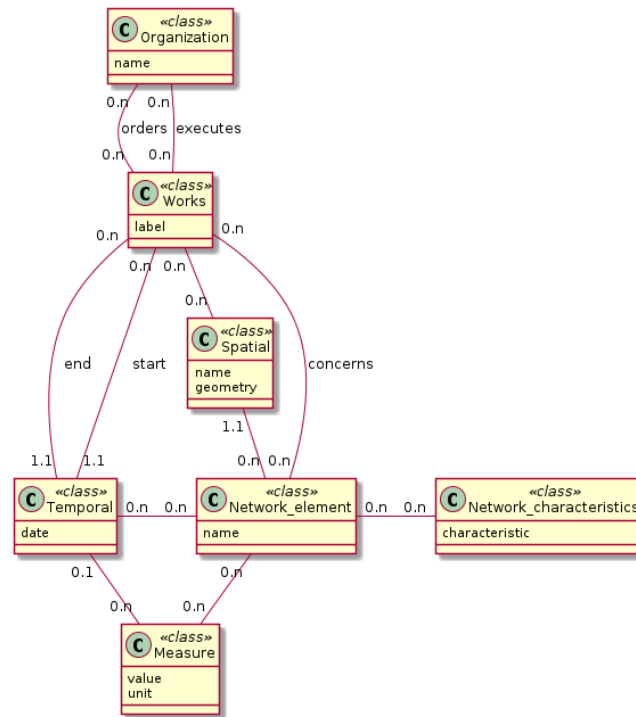 C «class»
Organization
name
0.n 0.n
orders executes
0.n 0.n
C «class»
Works
label
0.n 0.n
0.n 0.n
0.n
C «class»
Spatial
name
geometry
end start concerns
1.1
1.1 1.1 0.n 0.n
C «class»
Temporal
date
0.n 0.n
C «class»
Network_element
name
0.n 0.n
C «class»
Network_characteristics
characteristic
0.1 0.n
0.n 0.n
C «class»
Measure
value
unit